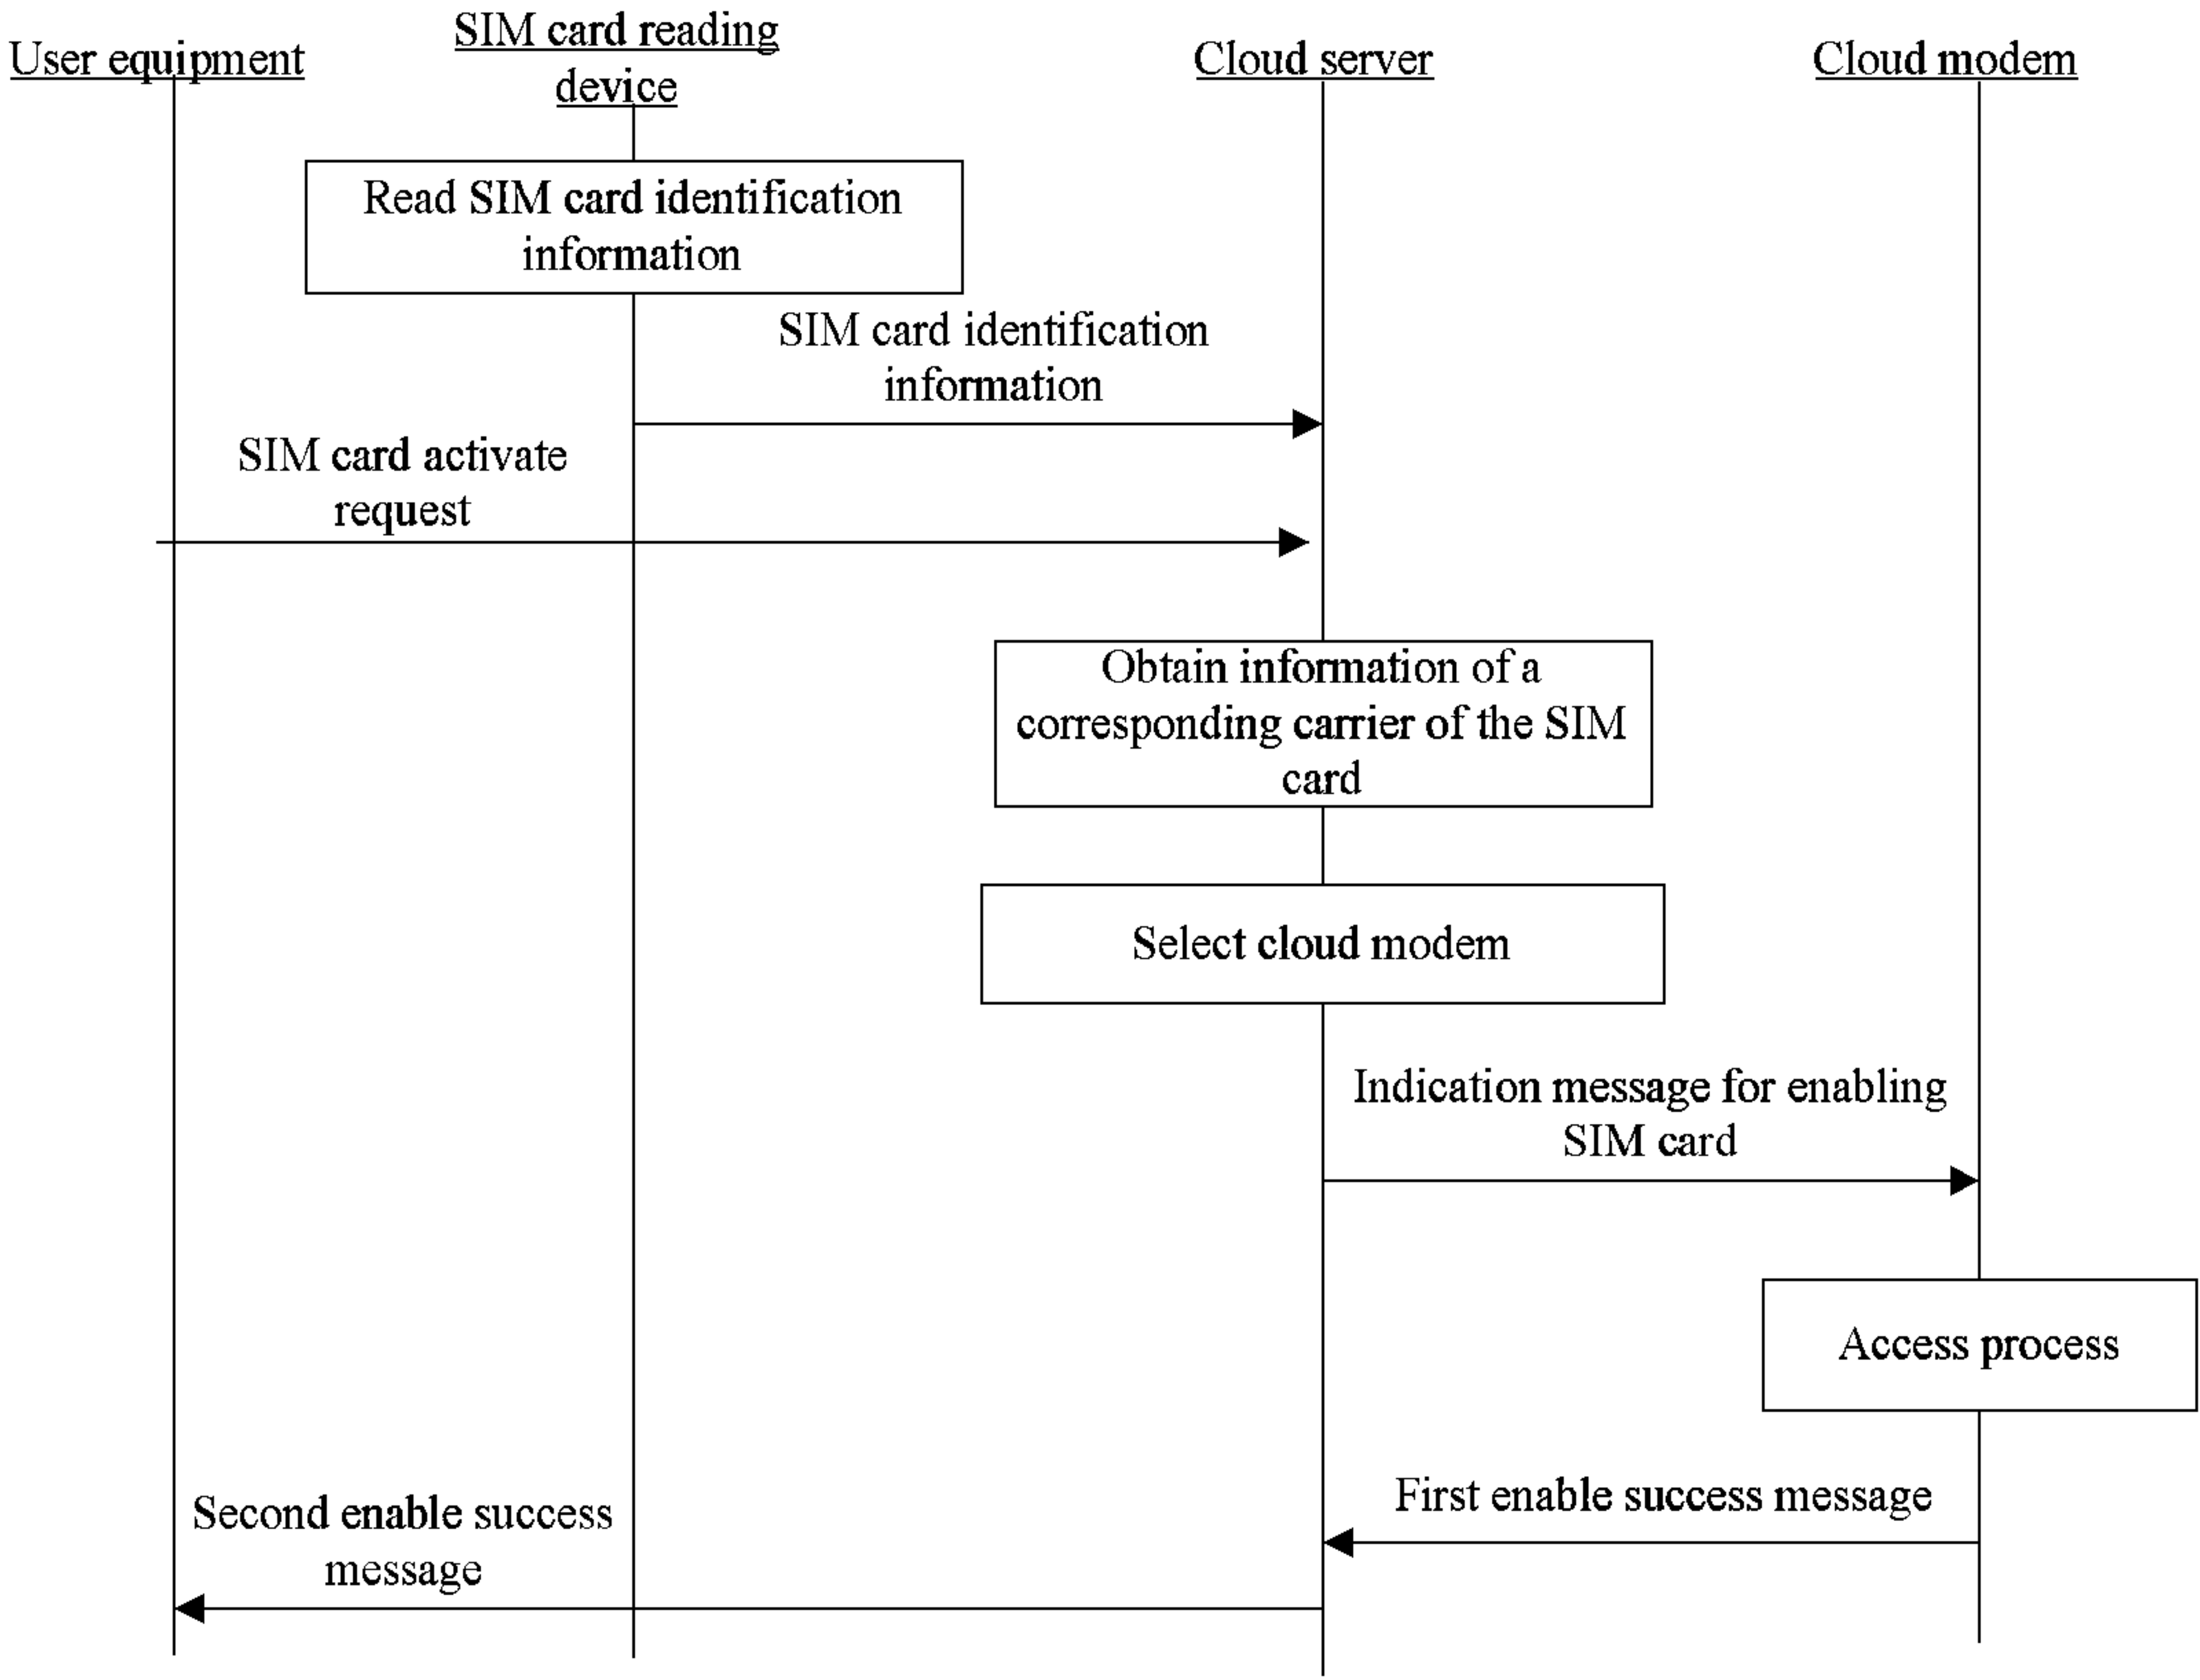 User equipment
SIM card reading
device
Cloud server
Cloud modem
Read SIM card identification
information
SIM card identification
information
SIM card activate
request
Obtain information of a
corresponding carrier of the SIM
card
Select cloud modem
Indication message for enabling
SIM card
Access process
First enable success message
Second enable success
message